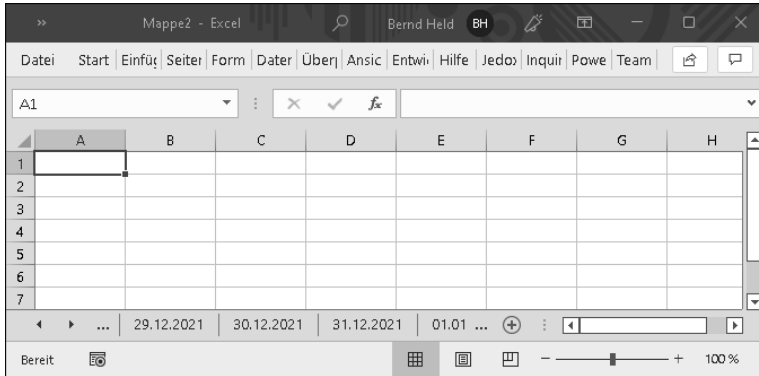 Mappe2 - Excel Bernd Held BH
Datei Start Einfüg Seiter Form Dater Überp Ansic Entwi Hilfe Jedox Inquir Powe Team
A1 fx
A B C D E F G H
1
2
3
4
5
6
7
... 29.12.2021 30.12.2021 31.12.2021 01.01 ...
Bereit 100 %